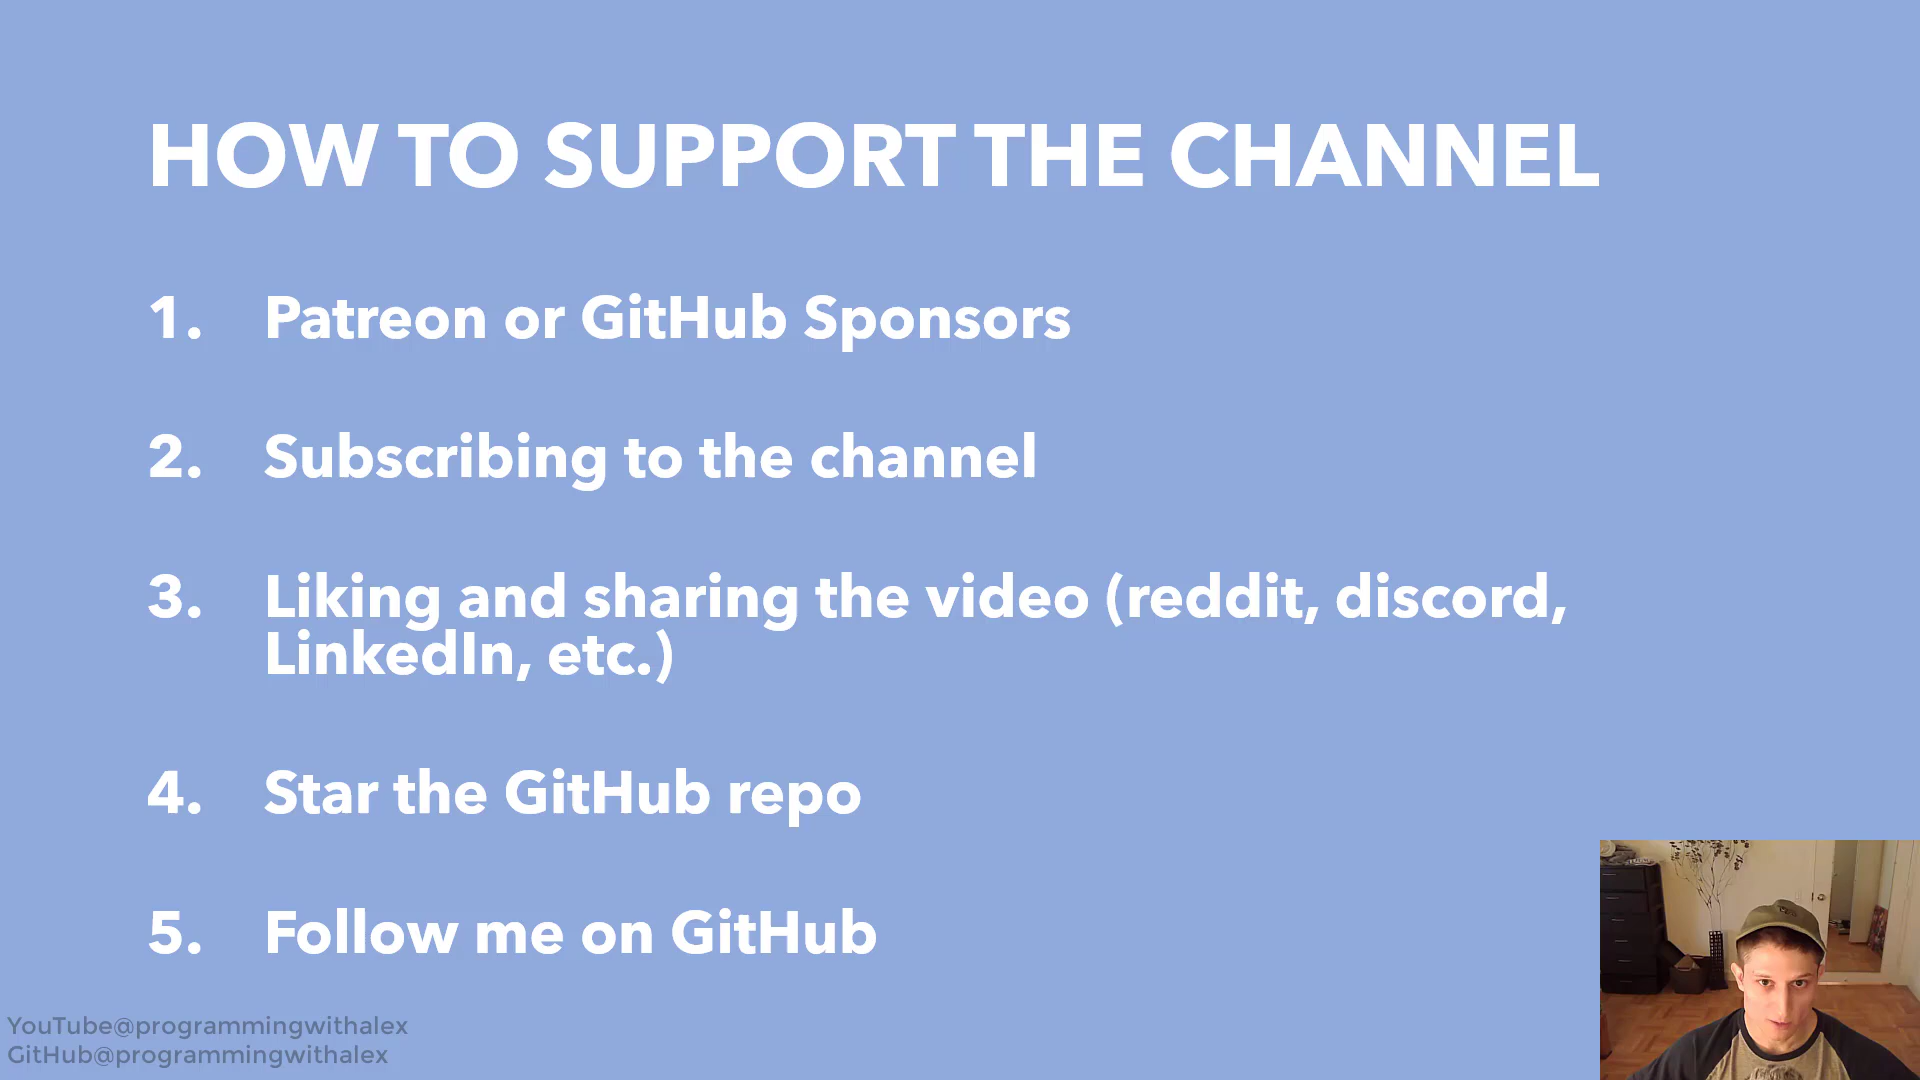 HOW TO SUPPORT THE CHANNEL
1. Patreon or GitHub Sponsors
2. Subscribing to the channel
3. Liking and sharing the video (reddit, discord,
LinkedIn, etc.)
4. Star the GitHub repo
5. Follow me on GitHub
YouTube@programmingwithalex
GitHub@programmingwithalex